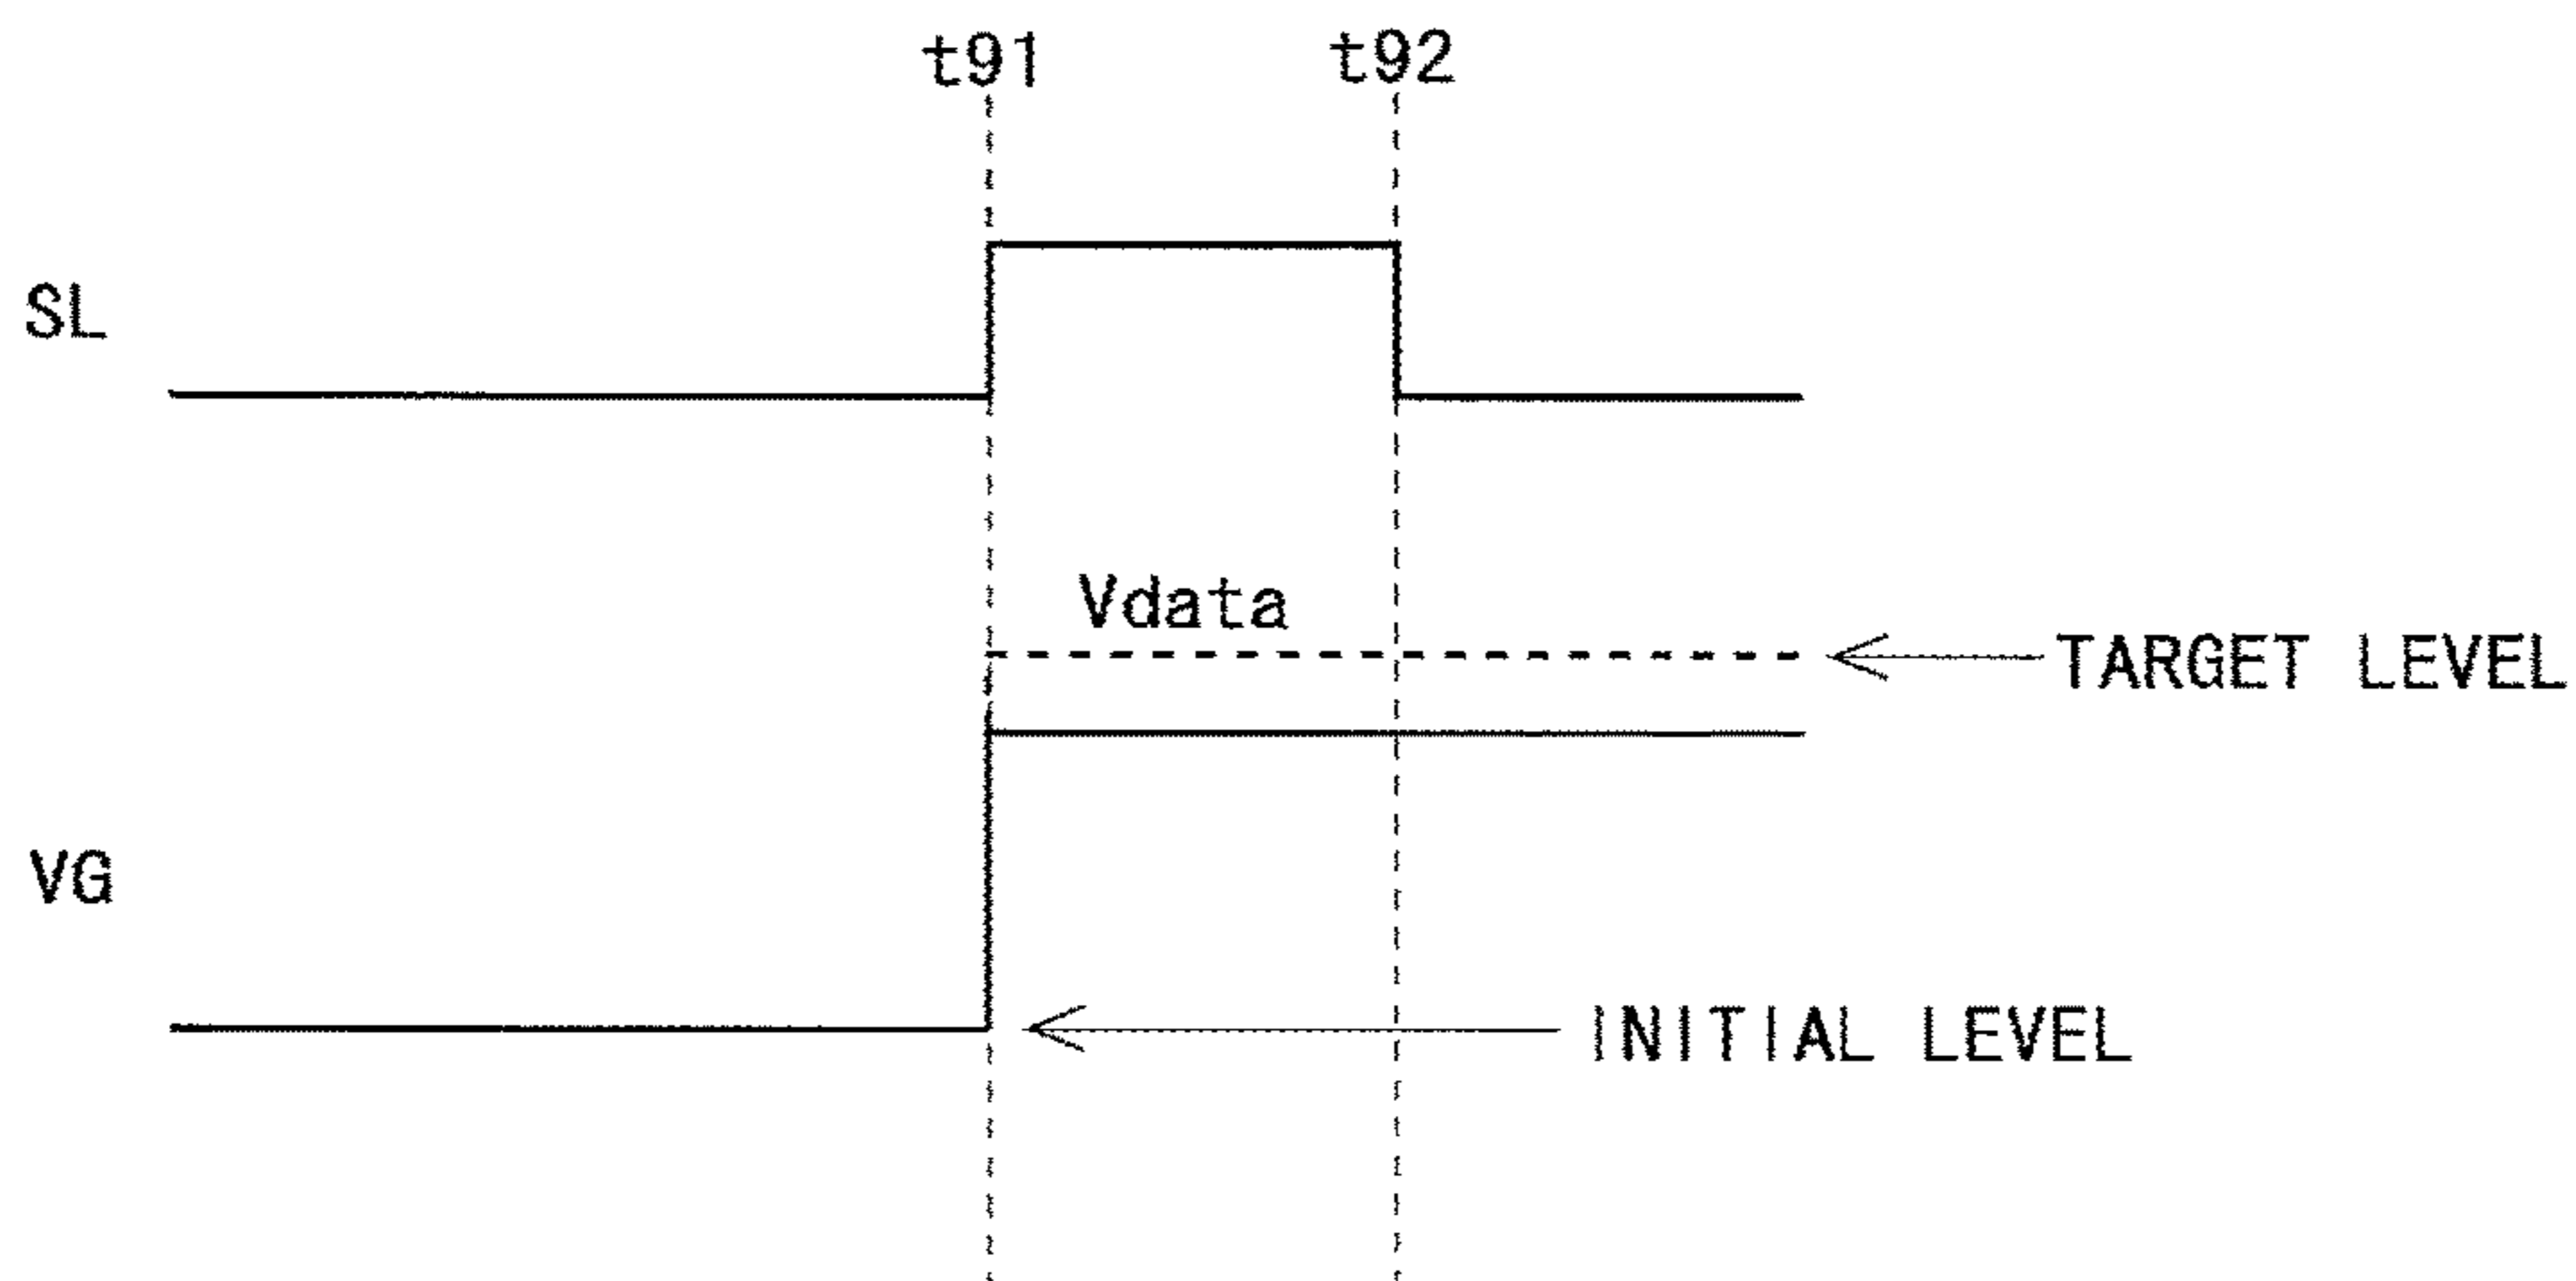 t91
t92
SL
Vdata
TARGET LEVEL
VG
INITIAL LEVEL